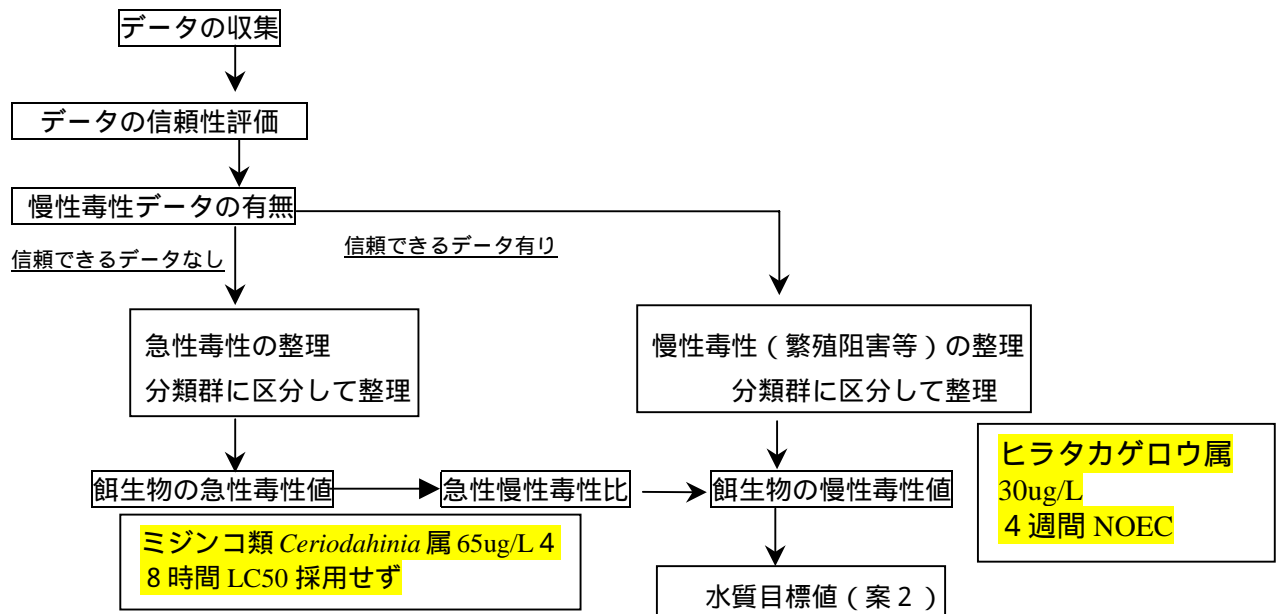 データの収集
データの信頼性評価
慢性毒性データの有無
信頼できるデータなし
信頼できるデータ有り
急性毒性の整理
分類群に区分して整理
慢性毒性（繁殖阻害等）の整理
分類群に区分して整理
餌生物の急性毒性値
急性慢性毒性比
餌生物の慢性毒性値
ヒラタカゲロウ属
30ug/L
４週間 NOEC
ミジンコ類 Ceriodahinia 属 65ug/L ４
８時間 LC50 採用せず
水質目標値（案２）